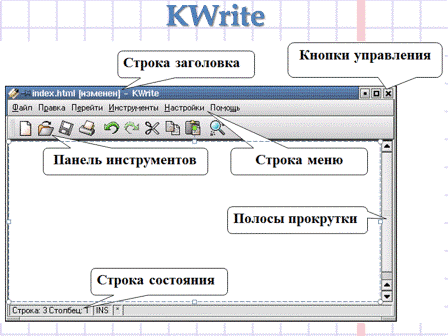 KWrite
Строка заголовка
Кнопки управления
index.html [изменен] - KWrite
Файл Правка Перейти Инструменты Настройки Помощь
Панель инструментов
Строка меню
Полосы прокрутки
Строка состояния
Строка: 3 Столбец: 1 INS *